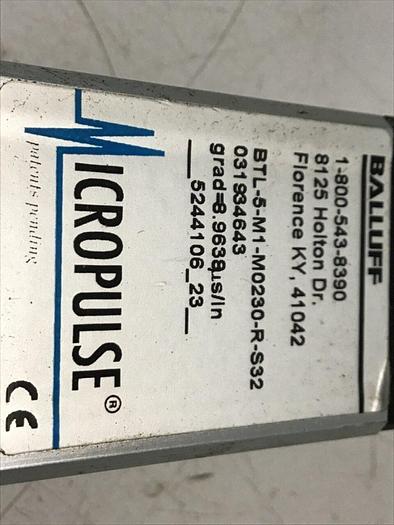 BALLUFF
1-800-543-8390
8125 Holton Dr.
Florence KY, 41042
BTL-5-M1-M0230-R-S32
031934643
grad=8.9638µs/In
__5244106_23__
MICROPULSE®
patents pending
CE